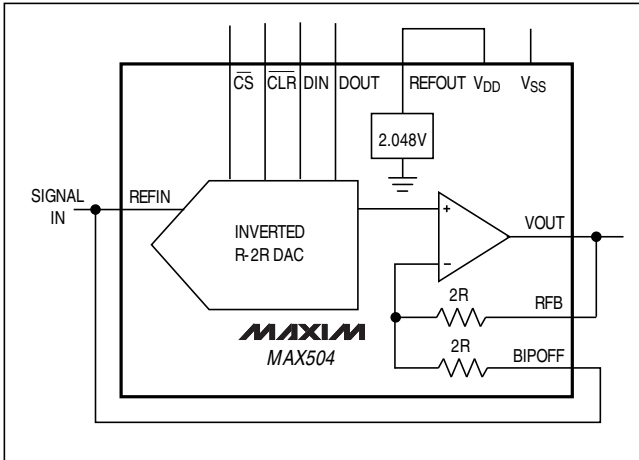 CS CLR DIN DOUT REFOUT VDD VSS
2.048V
SIGNAL
IN
REFIN
INVERTED
R-2R DAC
+
VOUT
−
2R
RFB
MAXIM
MAX504
2R
BIPOFF